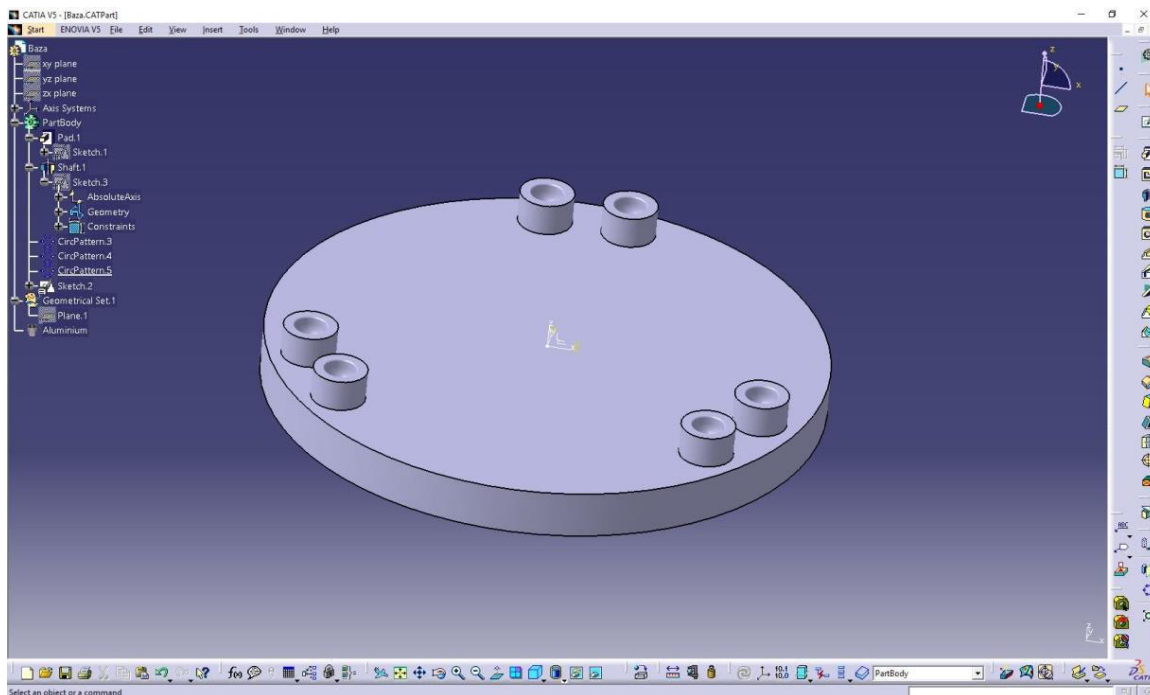 CATIA V5 - [Baza.CATPart]
Start ENOVIA V5 File Edit View Insert Tools Window Help
Baza
xy plane
yz plane
zx plane
Axis Systems
PartBody
Pad.1
Sketch.1
Shaft.1
Sketch.3
AbsoluteAxis
Geometry
Constraints
CircPattern.3
CircPattern.4
CircPattern.5
Sketch.2
Geometrical Set.1
Plane.1
Aluminium
z
y
x
ABC
f(x)
PartBody
Select an object or a command